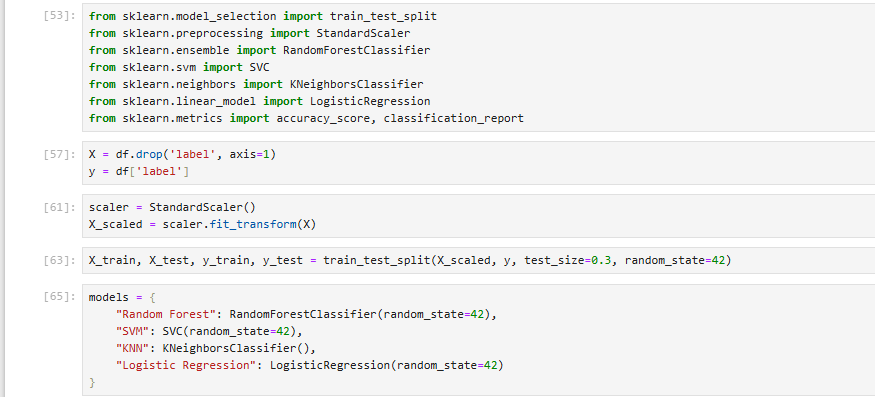 [53]: from sklearn.model_selection import train_test_split
from sklearn.preprocessing import StandardScaler
from sklearn.ensemble import RandomForestClassifier
from sklearn.svm import SVC
from sklearn.neighbors import KNeighborsClassifier
from sklearn.linear_model import LogisticRegression
from sklearn.metrics import accuracy_score, classification_report
[57]: X = df.drop('label', axis=1)
y = df['label']
[61]: scaler = StandardScaler()
X_scaled = scaler.fit_transform(X)
[63]: X_train, X_test, y_train, y_test = train_test_split(X_scaled, y, test_size=0.3, random_state=42)
[65]: models = {
    "Random Forest": RandomForestClassifier(random_state=42),
    "SVM": SVC(random_state=42),
    "KNN": KNeighborsClassifier(),
    "Logistic Regression": LogisticRegression(random_state=42)
}